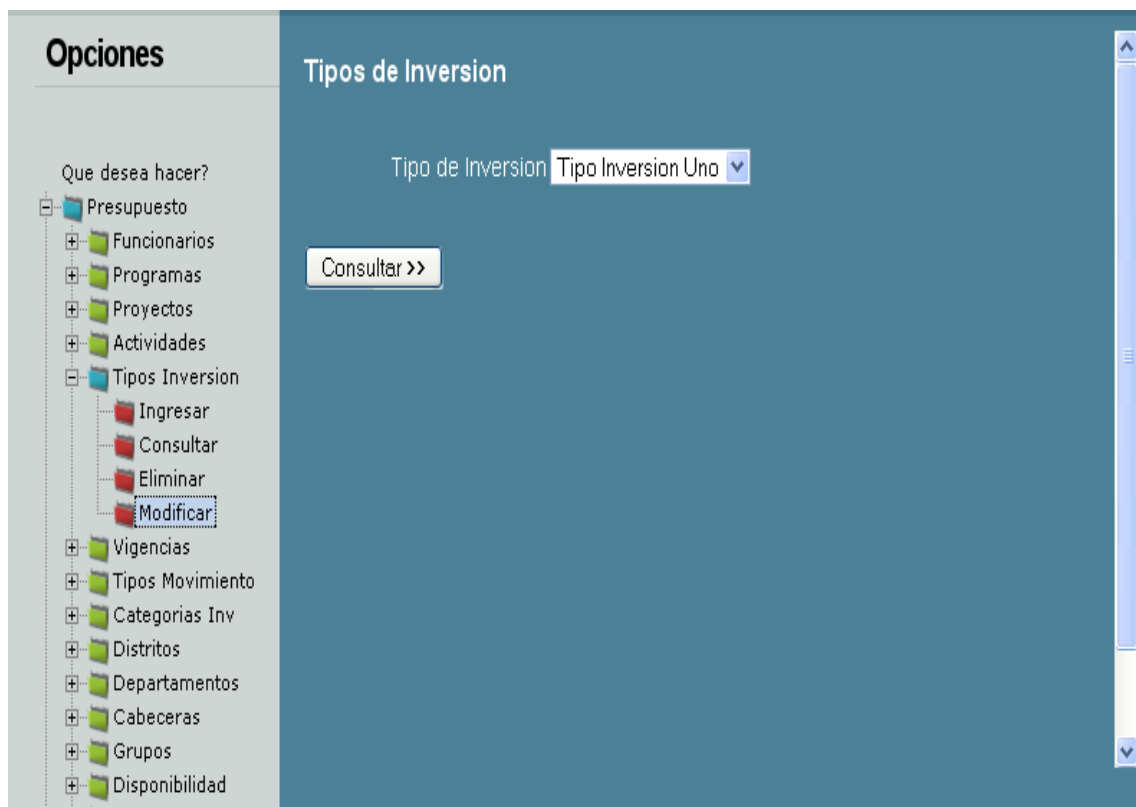 Opciones
Que desea hacer?
Presupuesto
Funcionarios
Programas
Proyectos
Actividades
Tipos Inversion
Ingresar
Consultar
Eliminar
Modificar
Vigencias
Tipos Movimiento
Categorias Inv
Distritos
Departamentos
Cabeceras
Grupos
Disponibilidad
Tipos de Inversion
Tipo de Inversion Tipo Inversion Uno
Consultar >>